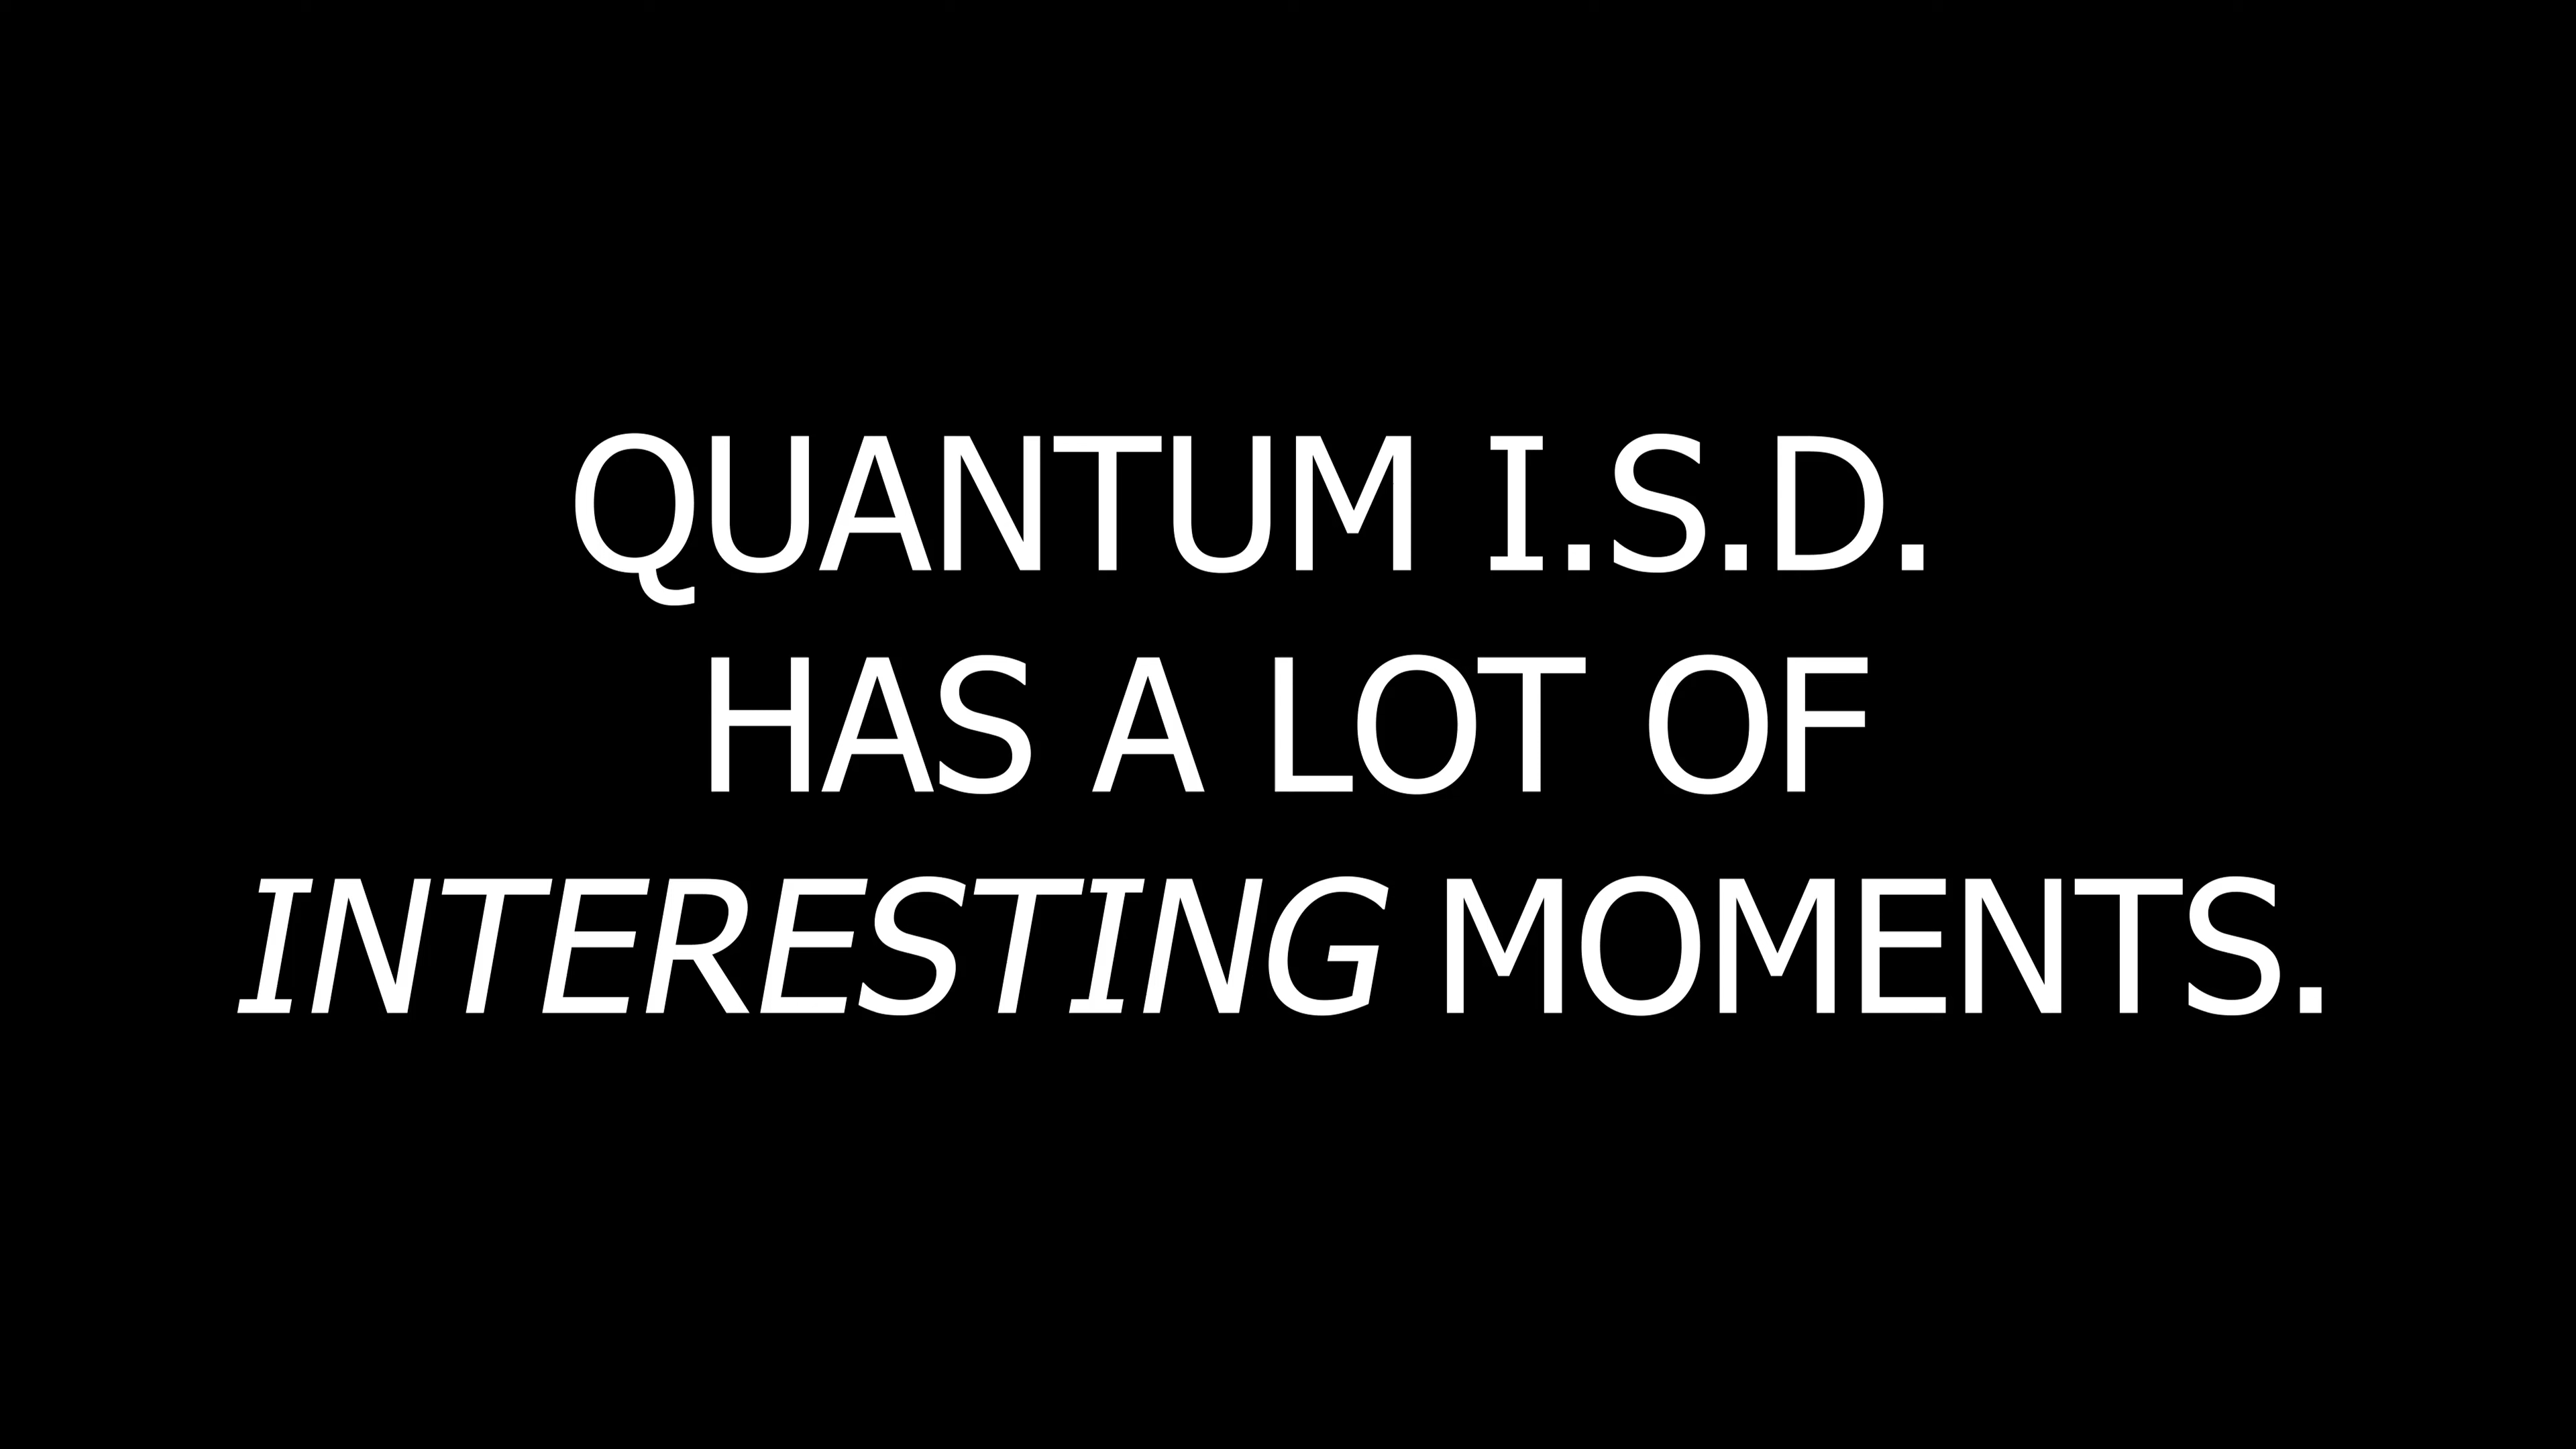 QUANTUM I.S.D.
HAS A LOT OF
INTERESTING MOMENTS.